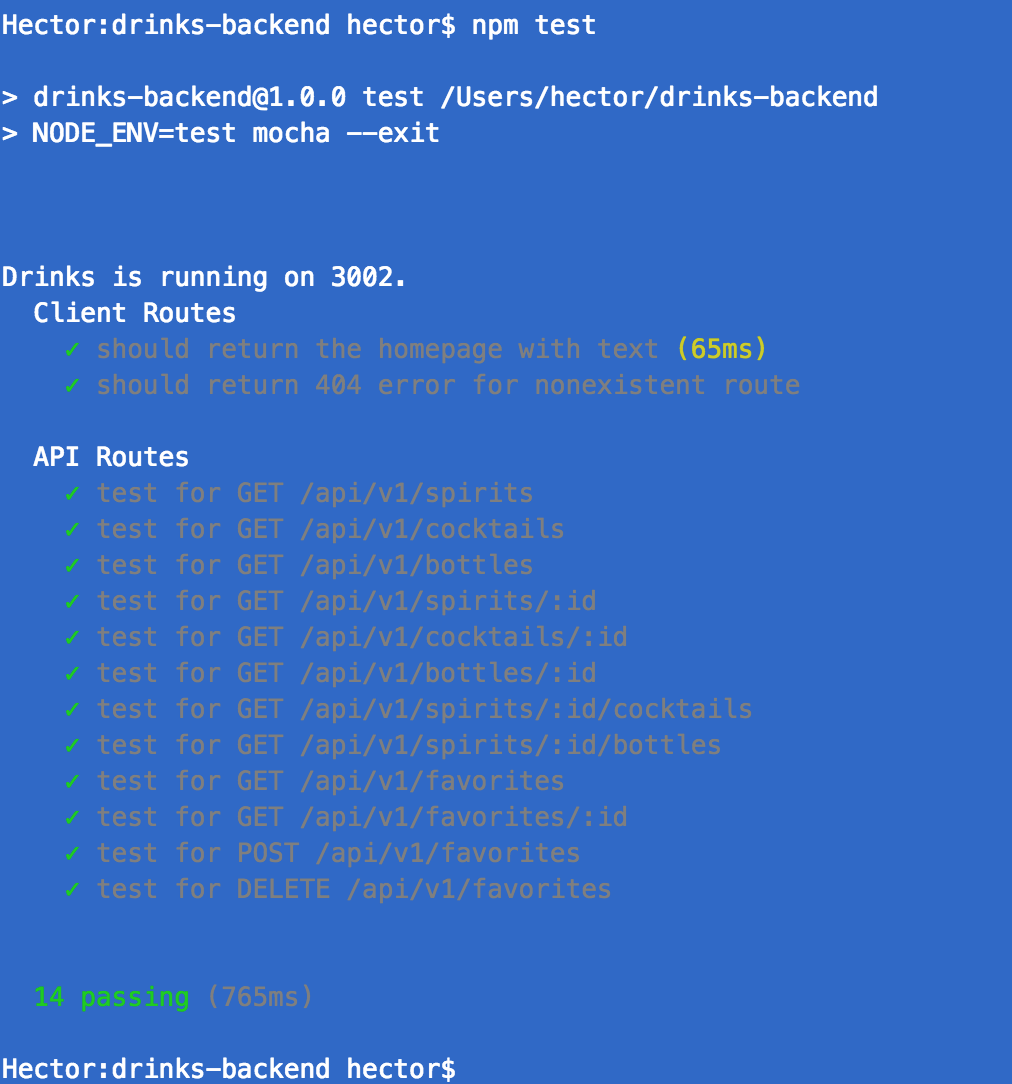 Hector:drinks-backend hector$ npm test
> drinks-backend@1.0.0 test /Users/hector/drinks-backend
> NODE_ENV=test mocha --exit
Drinks is running on 3002.
Client Routes
✓ should return the homepage with text (65ms)
✓ should return 404 error for nonexistent route
API Routes
✓ test for GET /api/v1/spirits
✓ test for GET /api/v1/cocktails
✓ test for GET /api/v1/bottles
✓ test for GET /api/v1/spirits/:id
✓ test for GET /api/v1/cocktails/:id
✓ test for GET /api/v1/bottles/:id
✓ test for GET /api/v1/spirits/:id/cocktails
✓ test for GET /api/v1/spirits/:id/bottles
✓ test for GET /api/v1/favorites
✓ test for GET /api/v1/favorites/:id
✓ test for POST /api/v1/favorites
✓ test for DELETE /api/v1/favorites
14 passing (765ms)
Hector:drinks-backend hector$